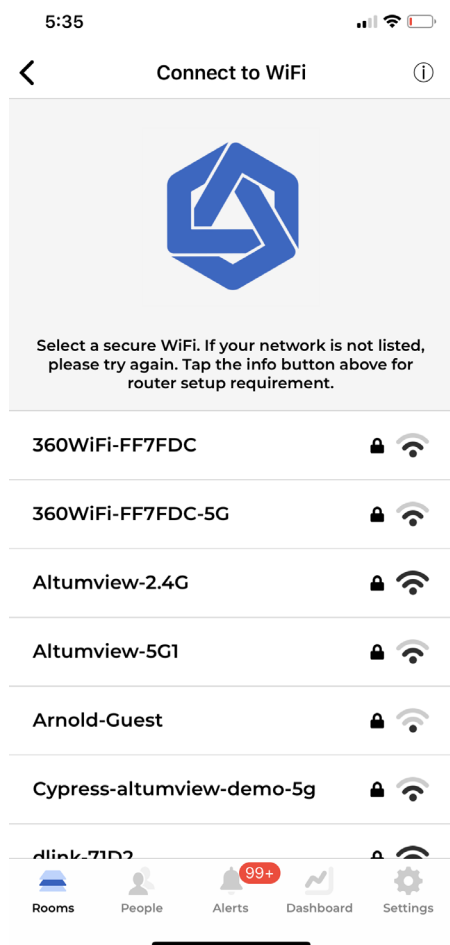 5:35
Connect to WiFi
Select a secure WiFi. If your network is not listed,
please try again. Tap the info button above for
router setup requirement.
360WiFi-FF7FDC
360WiFi-FF7FDC-5G
Altumview-2.4G
Altumview-5G1
Arnold-Guest
Cypress-altumview-demo-5g
dlink-71D2
99+
Rooms
People
Alerts
Dashboard
Settings